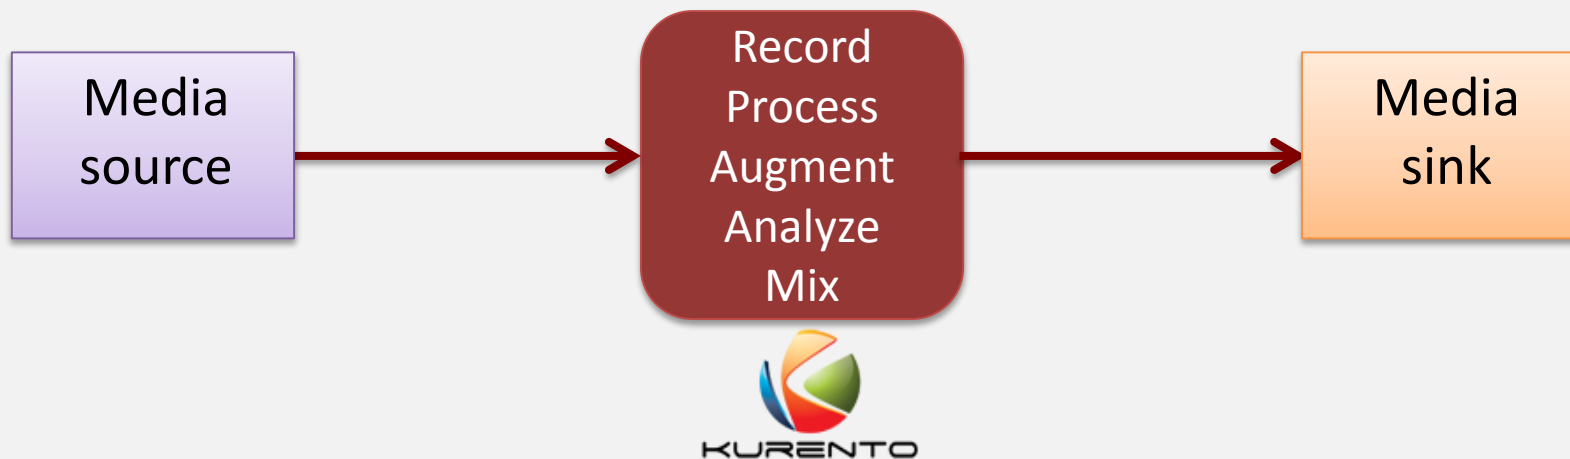 Media
source
Record
Process
Augment
Analyze
Mix
Media
sink
KURENTO